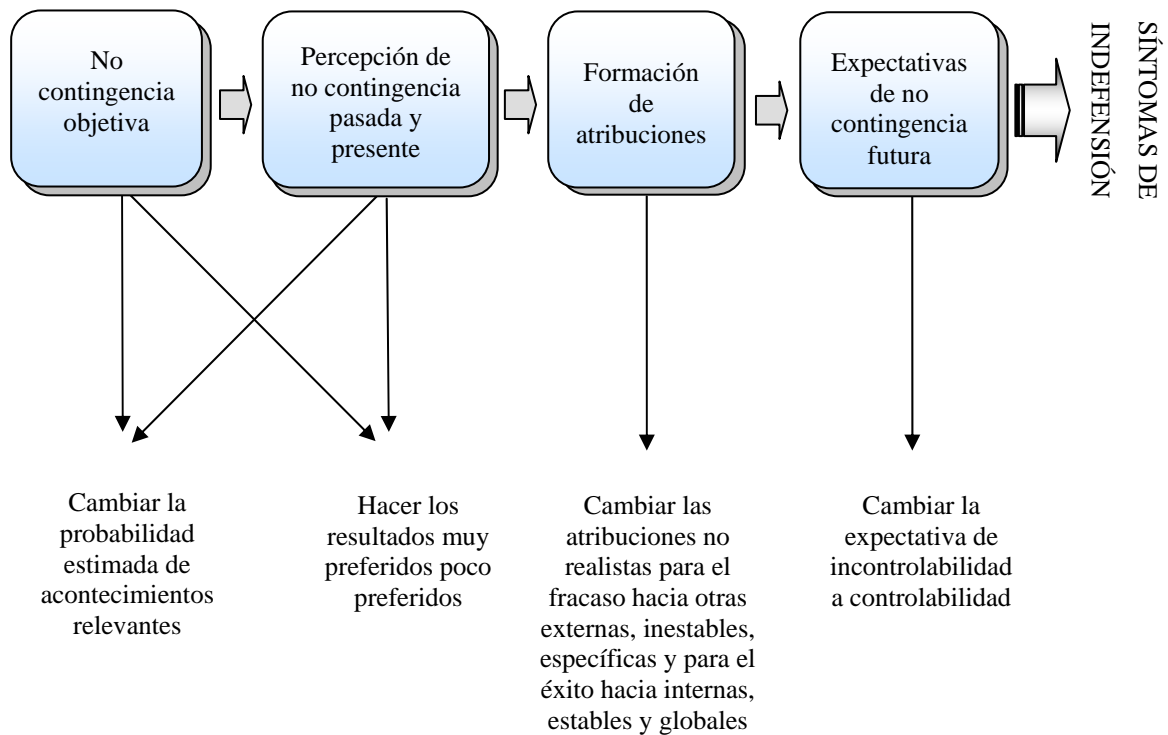 No
contingencia
objetiva
Percepción de
no contingencia
pasada y
presente
Formación
de
atribuciones
Expectativas
de no
contingencia
futura
SÍNTOMAS DE
INDEFENSIÓN
Cambiar la
probabilidad
estimada de
acontecimientos
relevantes
Hacer los
resultados muy
preferidos poco
preferidos
Cambiar las
atribuciones no
realistas para el
fracaso hacia otras
externas, inestables,
específicas y para el
éxito hacia internas,
estables y globales
Cambiar la
expectativa de
incontrolabilidad
a controlabilidad